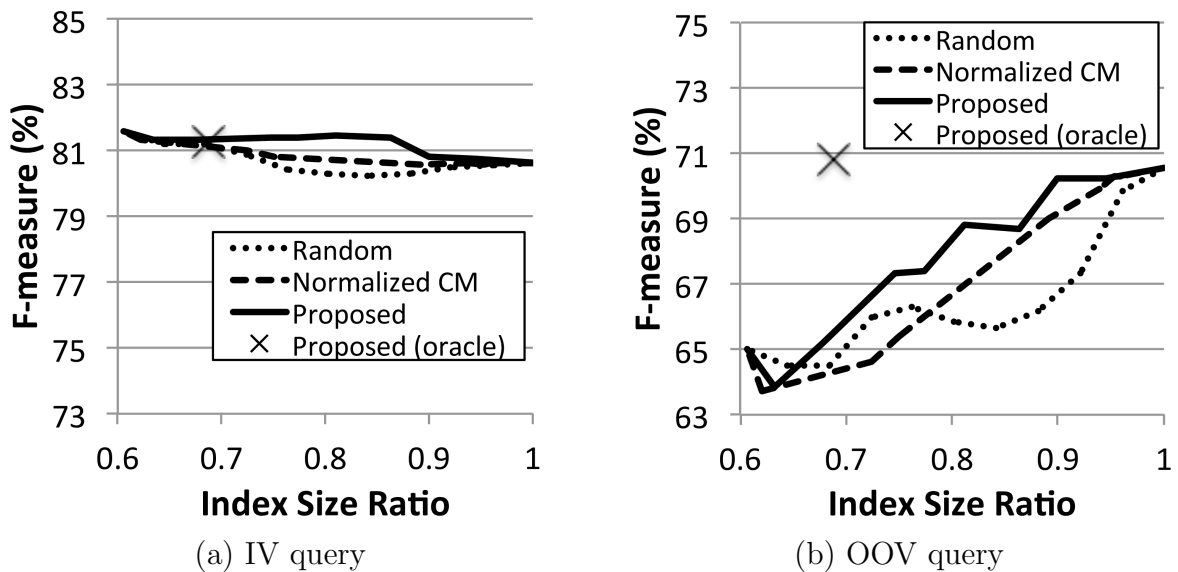 85
83
81
79
77
75
73
F-measure (%)
Random
Normalized CM
Proposed
Proposed (oracle)
0.6 0.7 0.8 0.9 1
Index Size Ratio
(a) IV query
75
73
71
69
67
65
63
F-measure (%)
Random
Normalized CM
Proposed
Proposed (oracle)
0.6 0.7 0.8 0.9 1
Index Size Ratio
(b) OOV query